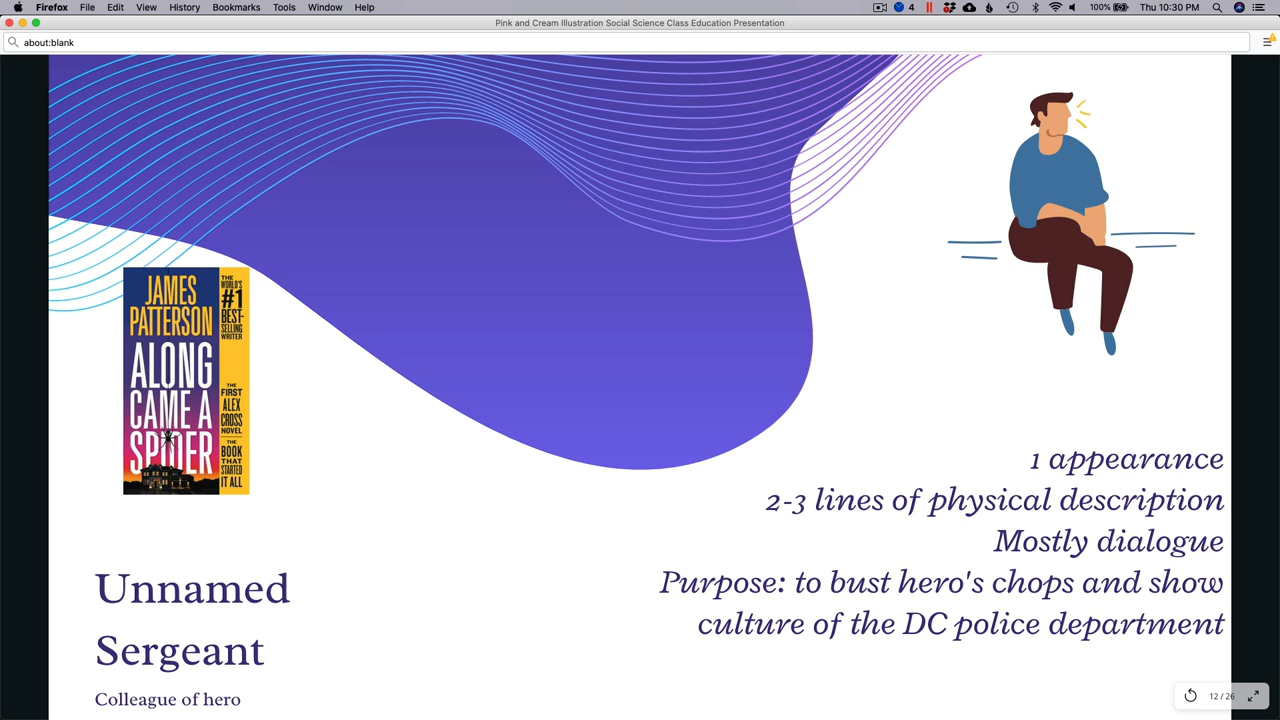 Firefox File Edit View History Bookmarks Tools Window Help
4 100% Thu 10:30 PM
Pink and Cream Illustration Social Science Class Education Presentation
about:blank
JAMES
PATTERSON
ALONG
CAME A
SPIDER
THE
WORLD'S
#1
BEST-
SELLING
WRITER
THE
FIRST
ALEX
CROSS
NOVEL
THE
BOOK
THAT
STARTED
IT ALL
1 appearance
2-3 lines of physical description
Mostly dialogue
Purpose: to bust hero's chops and show
culture of the DC police department
Unnamed
Sergeant
Colleague of hero
12 / 26